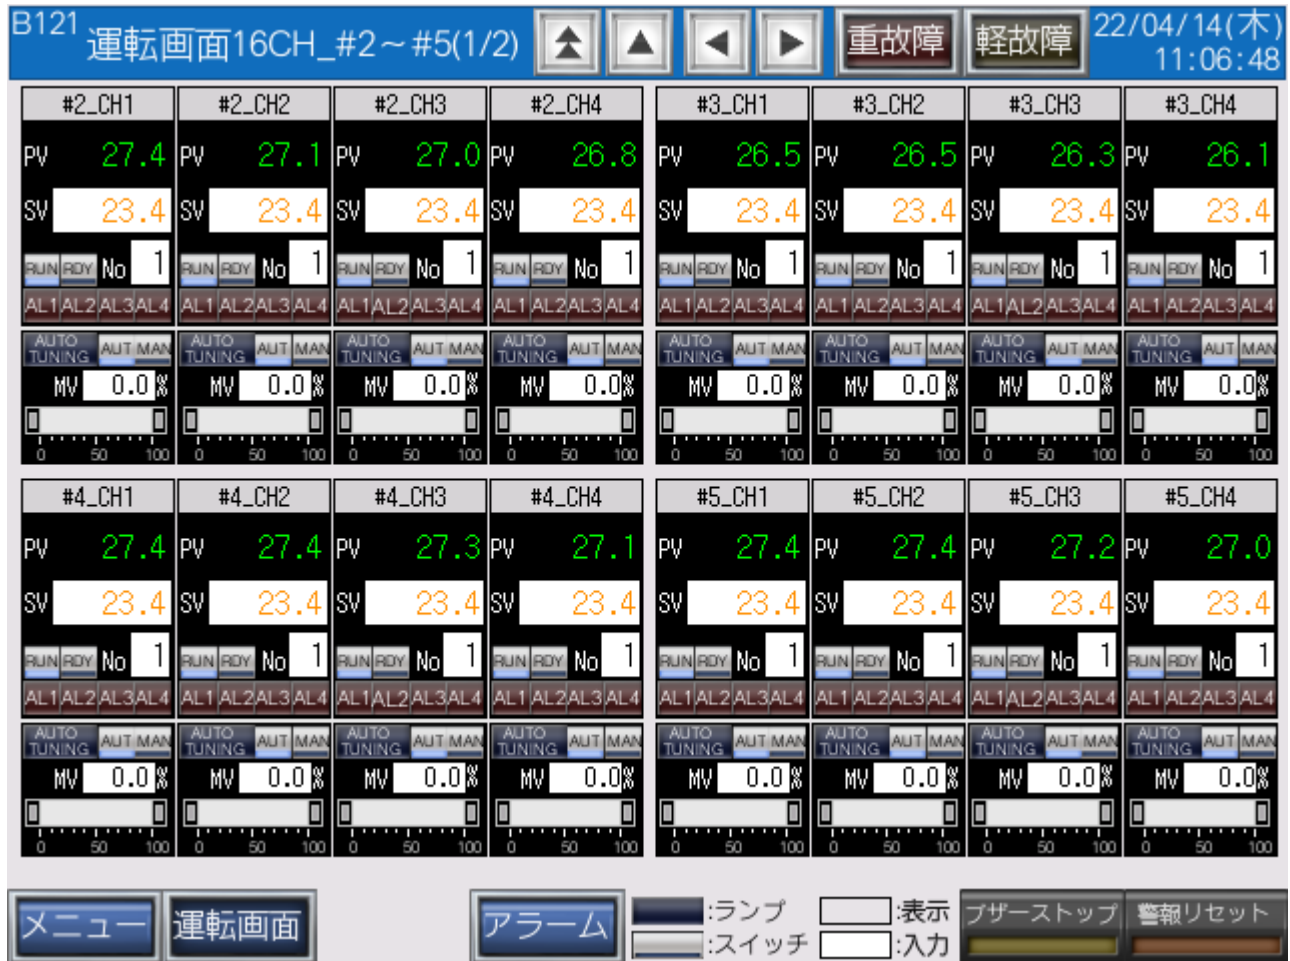 B121 運転画面16CH_#2～#5(1/2) 重故障 軽故障 22/04/14(木) 11:06:48
#2_CH1 #2_CH2 #2_CH3 #2_CH4 #3_CH1 #3_CH2 #3_CH3 #3_CH4
PV 27.4 PV 27.1 PV 27.0 PV 26.8 PV 26.5 PV 26.5 PV 26.3 PV 26.1
SV 23.4 SV 23.4 SV 23.4 SV 23.4 SV 23.4 SV 23.4 SV 23.4 SV 23.4
RUN RDY No 1 RUN RDY No 1 RUN RDY No 1 RUN RDY No 1 RUN RDY No 1 RUN RDY No 1 RUN RDY No 1 RUN RDY No 1
AL1 AL2 AL3 AL4 AL1 AL2 AL3 AL4 AL1 AL2 AL3 AL4 AL1 AL2 AL3 AL4 AL1 AL2 AL3 AL4 AL1 AL2 AL3 AL4 AL1 AL2 AL3 AL4 AL1 AL2 AL3 AL4
AUTO TUNING AUT MAN AUTO TUNING AUT MAN AUTO TUNING AUT MAN AUTO TUNING AUT MAN AUTO TUNING AUT MAN AUTO TUNING AUT MAN AUTO TUNING AUT MAN AUTO TUNING AUT MAN
MV 0.0% MV 0.0% MV 0.0% MV 0.0% MV 0.0% MV 0.0% MV 0.0% MV 0.0%
0 50 100 0 50 100 0 50 100 0 50 100 0 50 100 0 50 100 0 50 100 0 50 100
#4_CH1 #4_CH2 #4_CH3 #4_CH4 #5_CH1 #5_CH2 #5_CH3 #5_CH4
PV 27.4 PV 27.4 PV 27.3 PV 27.1 PV 27.4 PV 27.4 PV 27.2 PV 27.0
SV 23.4 SV 23.4 SV 23.4 SV 23.4 SV 23.4 SV 23.4 SV 23.4 SV 23.4
RUN RDY No 1 RUN RDY No 1 RUN RDY No 1 RUN RDY No 1 RUN RDY No 1 RUN RDY No 1 RUN RDY No 1 RUN RDY No 1
AL1 AL2 AL3 AL4 AL1 AL2 AL3 AL4 AL1 AL2 AL3 AL4 AL1 AL2 AL3 AL4 AL1 AL2 AL3 AL4 AL1 AL2 AL3 AL4 AL1 AL2 AL3 AL4 AL1 AL2 AL3 AL4
AUTO TUNING AUT MAN AUTO TUNING AUT MAN AUTO TUNING AUT MAN AUTO TUNING AUT MAN AUTO TUNING AUT MAN AUTO TUNING AUT MAN AUTO TUNING AUT MAN AUTO TUNING AUT MAN
MV 0.0% MV 0.0% MV 0.0% MV 0.0% MV 0.0% MV 0.0% MV 0.0% MV 0.0%
0 50 100 0 50 100 0 50 100 0 50 100 0 50 100 0 50 100 0 50 100 0 50 100
メニュー 運転画面 アラーム :ランプ :表示 ブザーストップ 警報リセット
:スイッチ :入力